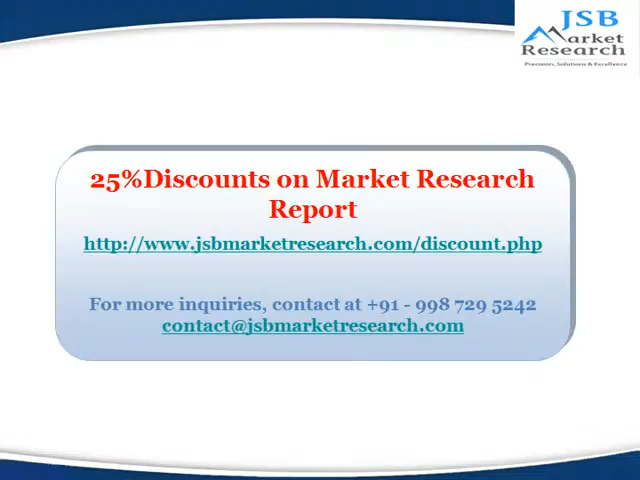 JSB
Market
Research
Precision, Solutions & Excellence
25%Discounts on Market Research
Report
http://www.jsbmarketresearch.com/discount.php
For more inquiries, contact at +91 - 998 729 5242
contact@jsbmarketresearch.com